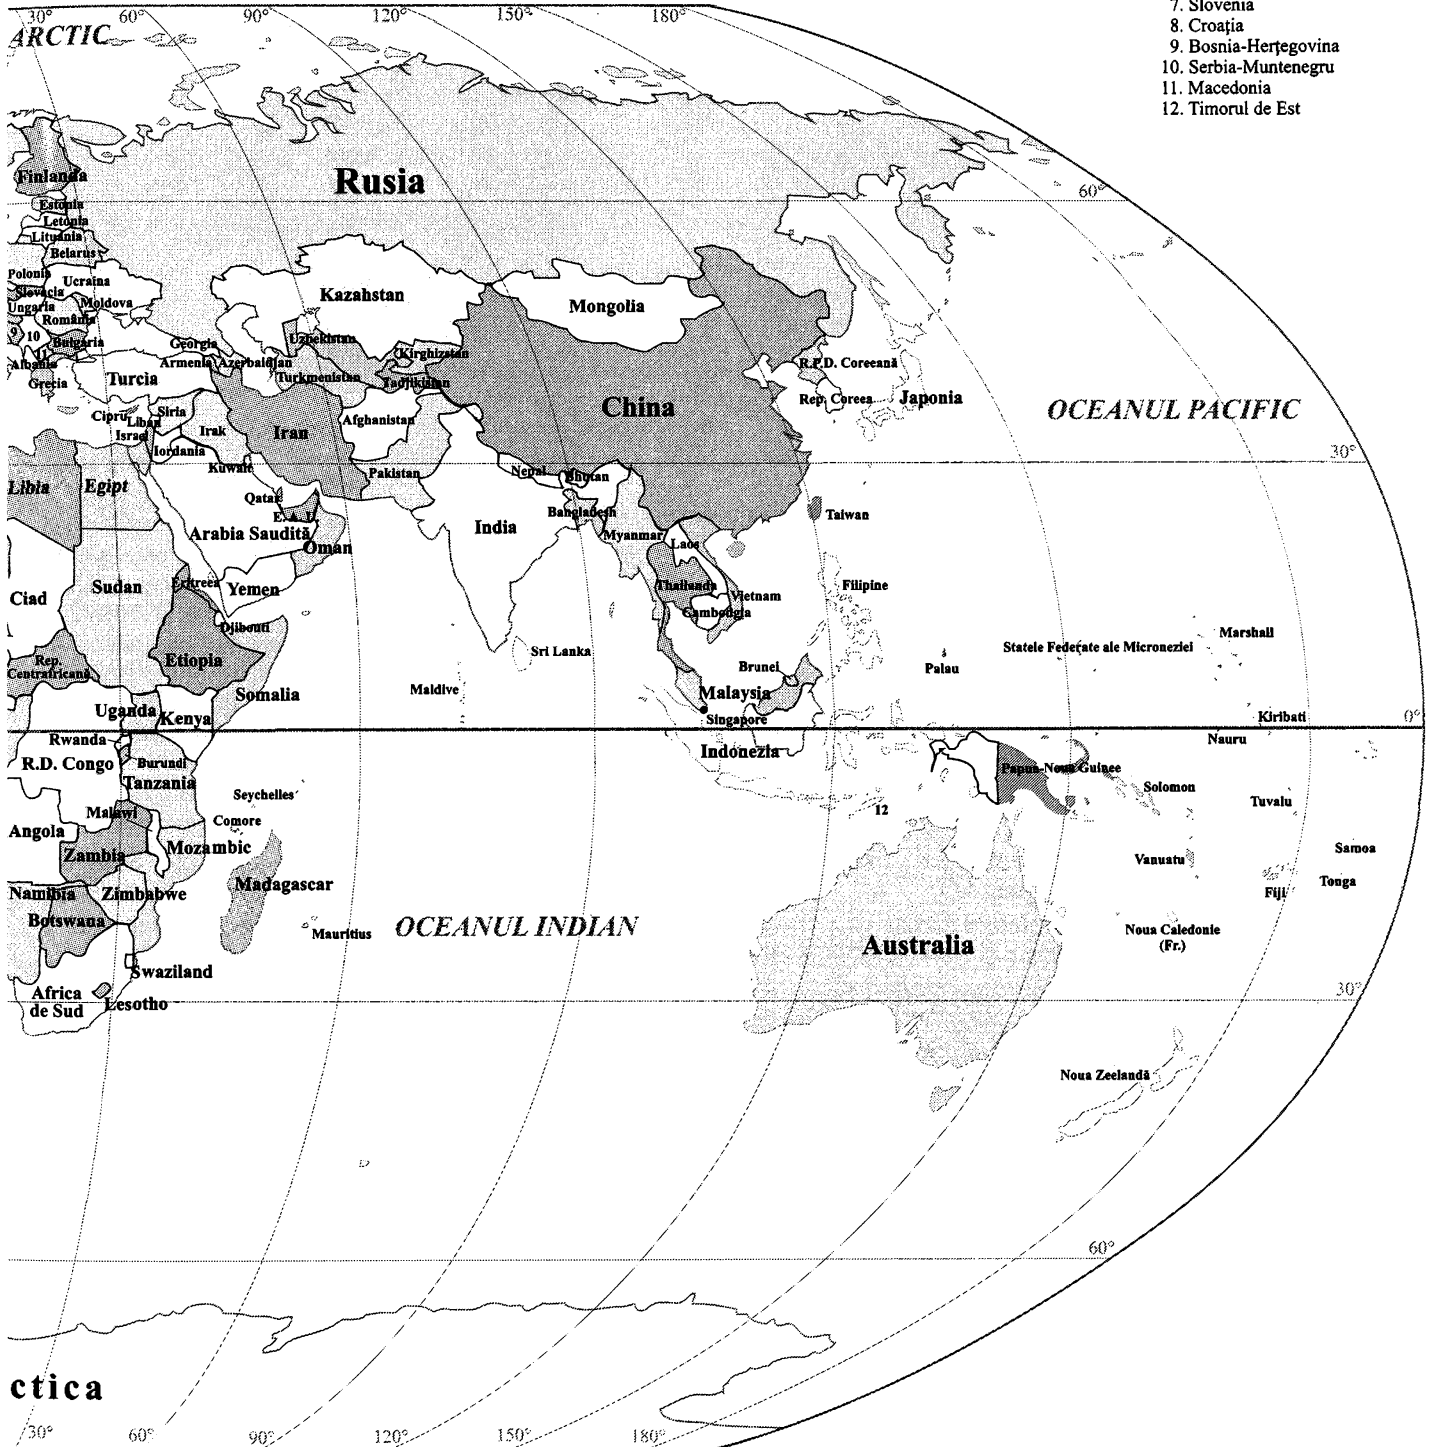 30° 60° 90° 120° 150° 180°
ARCTIC
7. Slovenia
8. Croaţia
9. Bosnia-Herţegovina
10. Serbia-Muntenegru
11. Macedonia
12. Timorul de Est
Finlanda
Rusia
60°
Estonia
Letonia
Lituania
Belarus
Polonia
Ucraina
Slovacia
Kazahstan
Mongolia
Ungaria
Moldova
România
9
10
Bulgaria
Georgia
Uzbekistan
11
Albania
Armenia
Azerbaidjan
Kirghizstan
R.P.D. Coreeană
Grecia
Turcia
Turkmenistan
Tadjikistan
Rep. Coreea
Japonia
China
OCEANUL PACIFIC
Cipru
Liban
Siria
Israel
Irak
Iran
Afghanistan
Iordania
30°
Kuwait
Pakistan
Nepal
Bhutan
Libia
Egipt
Qatar
E.A.U.
Bangladesh
Taiwan
Arabia Saudită
India
Myanmar
Laos
Oman
Ciad
Sudan
Eritreea
Yemen
Thailanda
Vietnam
Filipine
Cambodgia
Djibouti
Rep.
Centrafricană
Etiopia
Sri Lanka
Statele Federate ale Microneziei
Marshall
Somalia
Maldive
Brunei
Palau
Malaysia
Uganda
Kenya
Singapore
Kiribati
0°
Rwanda
Indonezia
Nauru
R.D. Congo
Burundi
Papua-Noua Guinee
Tanzania
Seychelles
Solomon
Malawi
Comore
12
Tuvalu
Angola
Mozambic
Samoa
Zambia
Vanuatu
Madagascar
Tonga
Namibia
Zimbabwe
Fiji
Botswana
Mauritius
OCEANUL INDIAN
Australia
Noua Caledonie
(Fr.)
Swaziland
Africa
de Sud
Lesotho
30°
Noua Zeelandă
60°
ctica
30° 60° 90° 120° 150° 180°